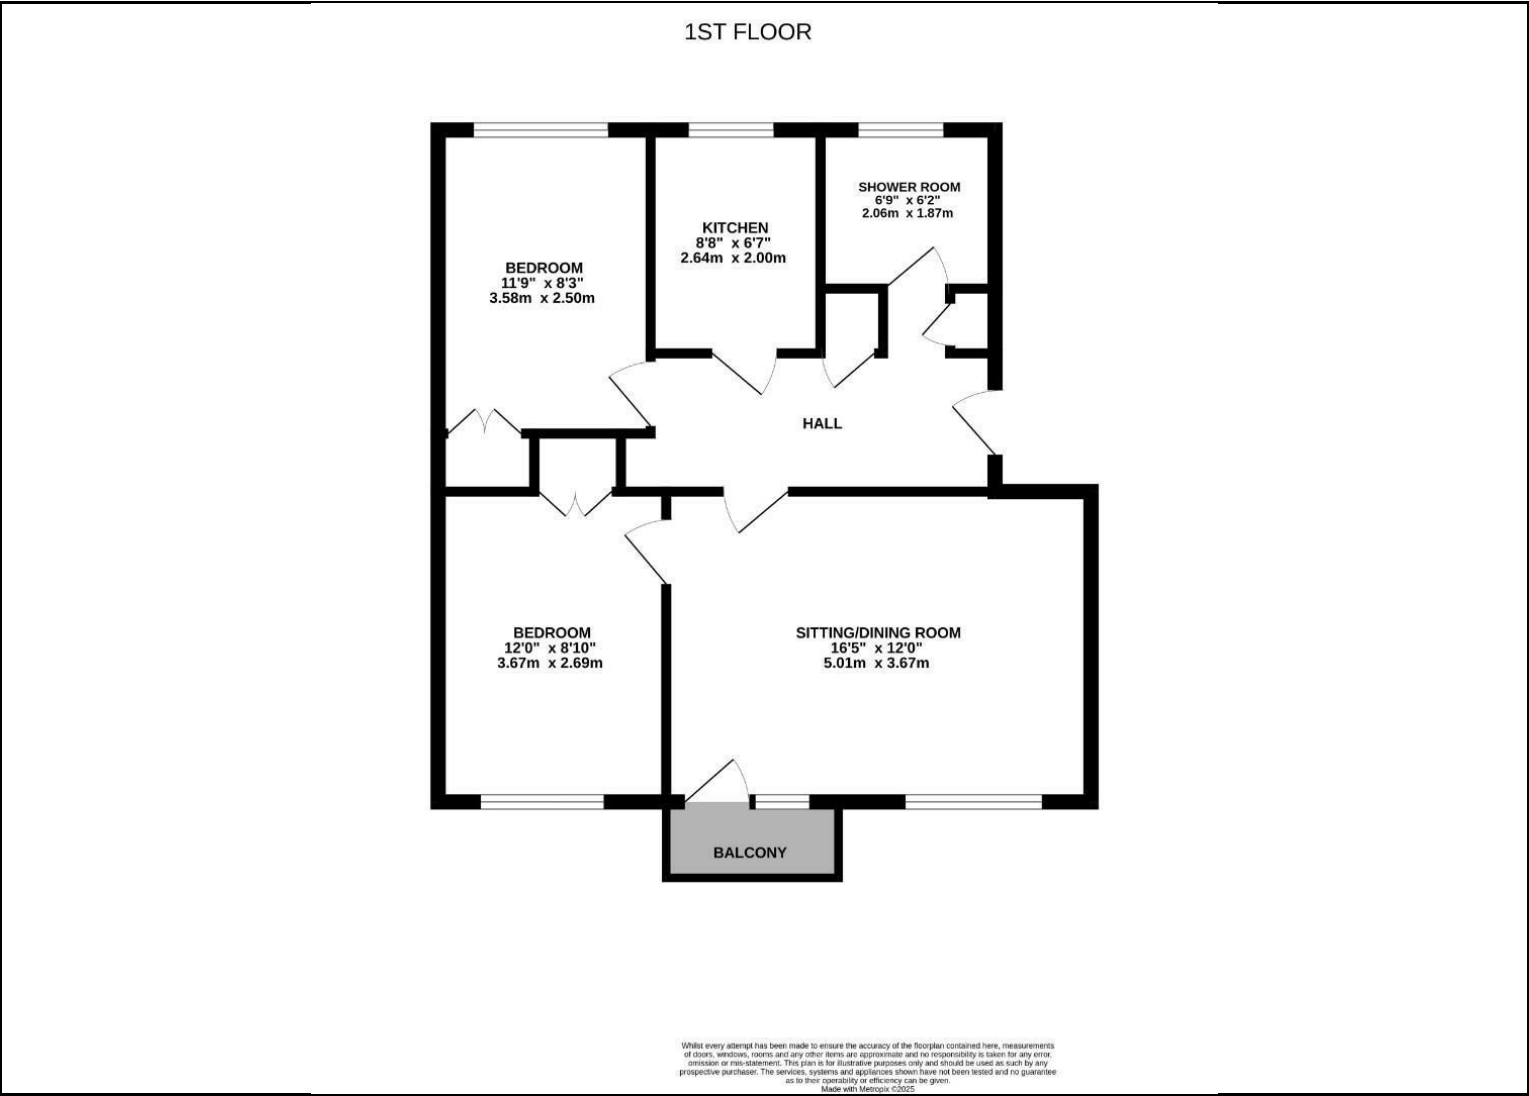 1ST FLOOR
SHOWER ROOM
6'9" x 6'2"
2.06m x 1.87m
KITCHEN
8'8" x 6'7"
2.64m x 2.00m
BEDROOM
11'9" x 8'3"
3.58m x 2.50m
HALL
BEDROOM
12'0" x 8'10"
3.67m x 2.69m
SITTING/DINING ROOM
16'5" x 12'0"
5.01m x 3.67m
BALCONY
Whilst every attempt has been made to ensure the accuracy of the floorplan contained here, measurements
of doors, windows, rooms and any other items are approximate and no responsibility is taken for any error,
omission or mis-statement. This plan is for illustrative purposes only and should be used as such by any
prospective purchaser. The services, systems and appliances shown have not been tested and no guarantee
as to their operability or efficiency can be given.
Made with Metropix ©2025